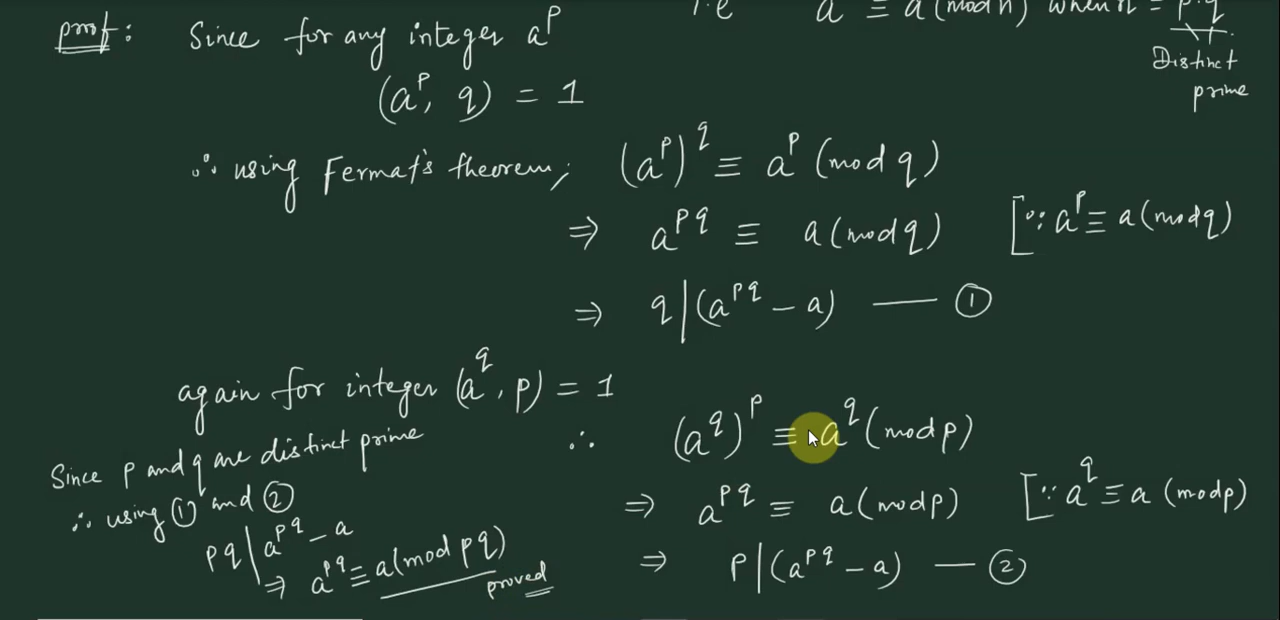 i.e a ≡ a (mod n) when n = p.q
Distinct
prime
proof : Since for any integer a^p
(a^p, q) = 1
∴ using Fermat's theorem; (a^p)^q ≡ a^p (mod q)
⇒ a^{pq} ≡ a (mod q) [∵ a^p ≡ a (mod q)
⇒ q | (a^{pq} - a) — ①
again for integer (a^q, p) = 1
∴ (a^q)^p ≡ a^q (mod p)
⇒ a^{pq} ≡ a (mod p) [∵ a^q ≡ a (mod p)
⇒ p | (a^{pq} - a) — ②
Since p and q are distinct prime
∴ using ① and ②
pq | a^{pq} - a
⇒ a^{pq} ≡ a (mod pq)
proved